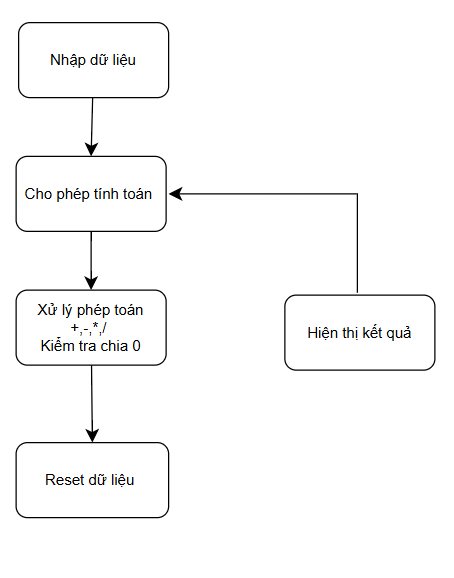 Nhập dữ liệu
Cho phép tính toán
Xử lý phép toán
+,-,*,/
Kiểm tra chia 0
Hiện thị kết quả
Reset dữ liệu